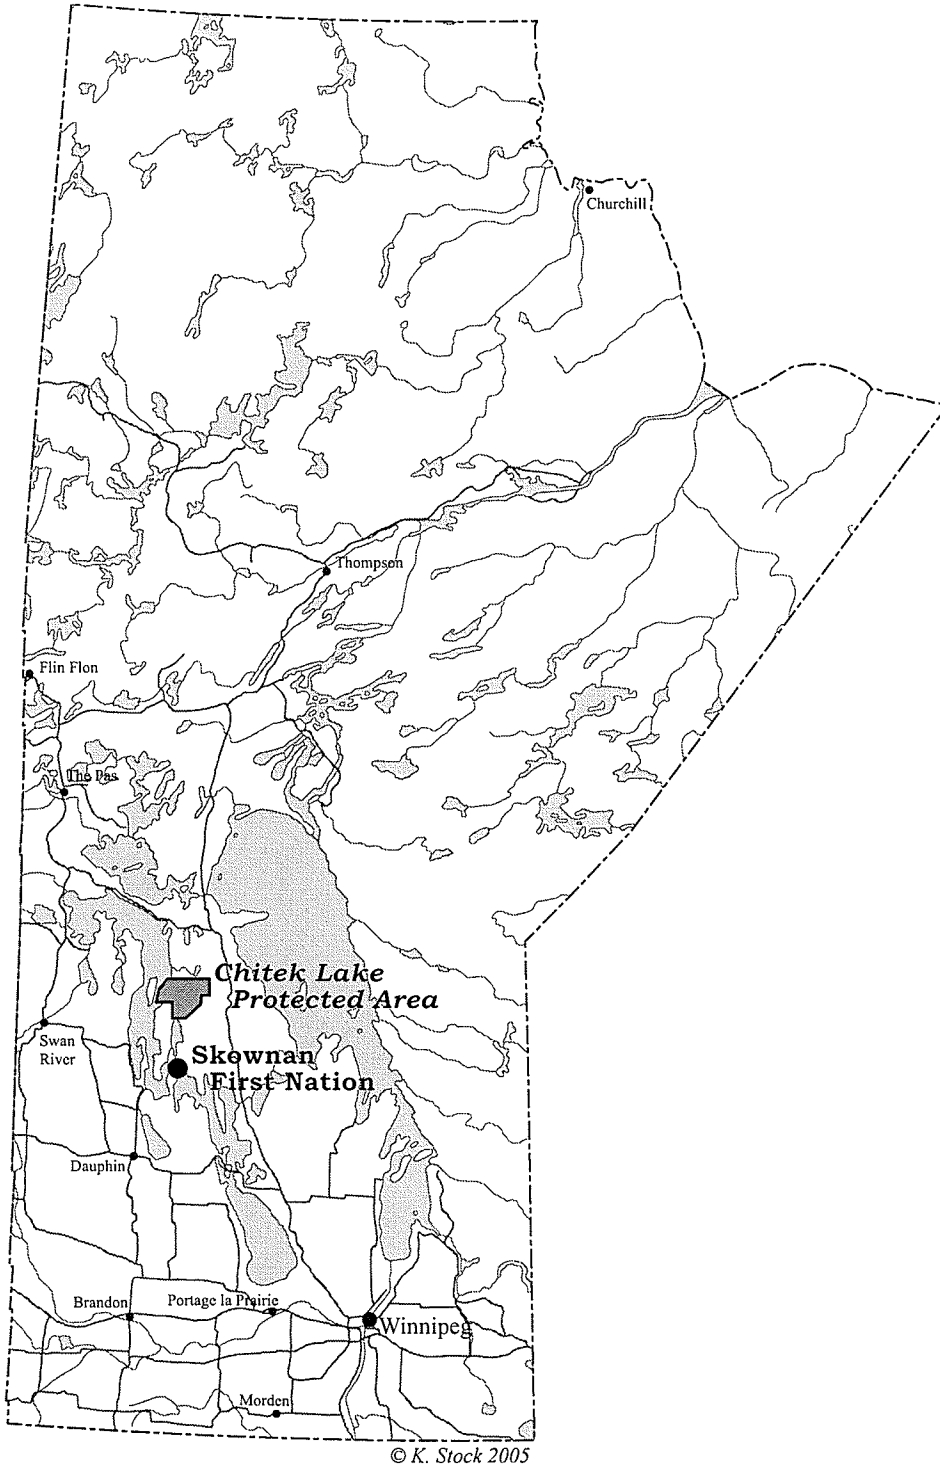 Churchill
Thompson
Flin Flon
The Pas
Chitek Lake
Protected Area
Swan
River
Skownan
First Nation
Dauphin
Brandon
Portage la Prairie
Winnipeg
Morden
© K. Stock 2005